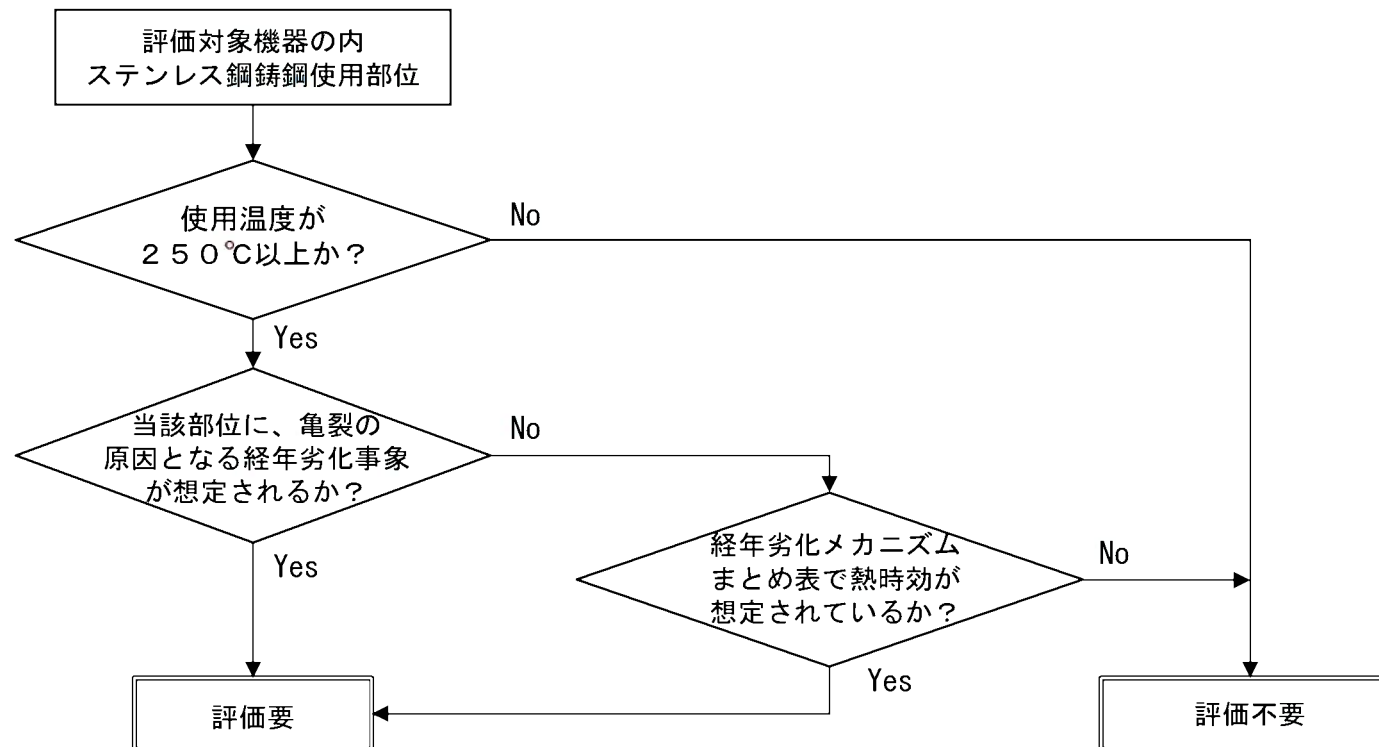 評価対象機器の内
ステンレス鋼鋳鋼使用部位
使用温度が
２５０℃以上か？
No
Yes
当該部位に、亀裂の
原因となる経年劣化事象
が想定されるか？
No
Yes
経年劣化メカニズム
まとめ表で熱時効が
想定されているか？
No
Yes
評価要
評価不要